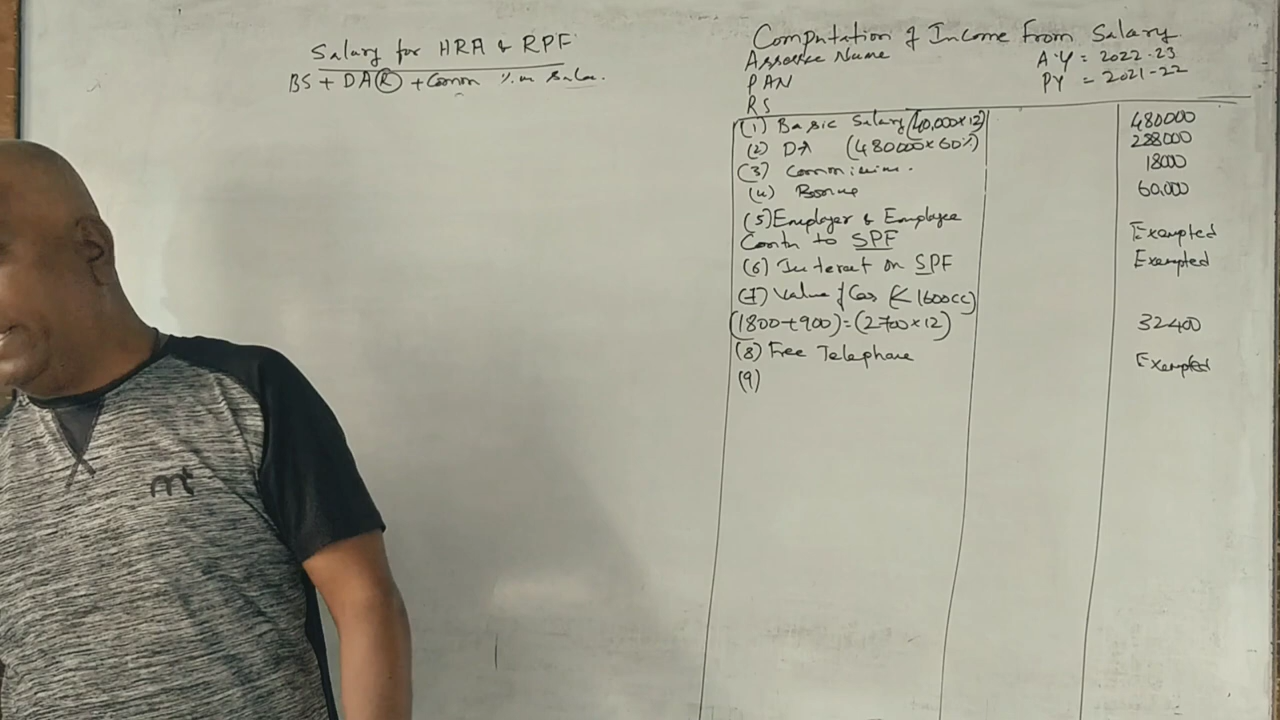 Salary for HRA & RPF
BS + DA(R) + Comm % on Sales.
Computation of Income From Salary
Assessee Name
A.Y = 2022-23
PAN
PY = 2021-22
RS
(1) Basic Salary (40,000×12) 480000
(2) DA (480000×60%) 288000
(3) Commission. 18000
(4) Bonus 60,000
(5) Employer & Employee
Contn to SPF Exempted
(6) Interest on SPF Exempted
(7) Value of Car < 1600cc
(1800+900)=(2700×12) 32400
(8) Free Telephone Exempted
(9)